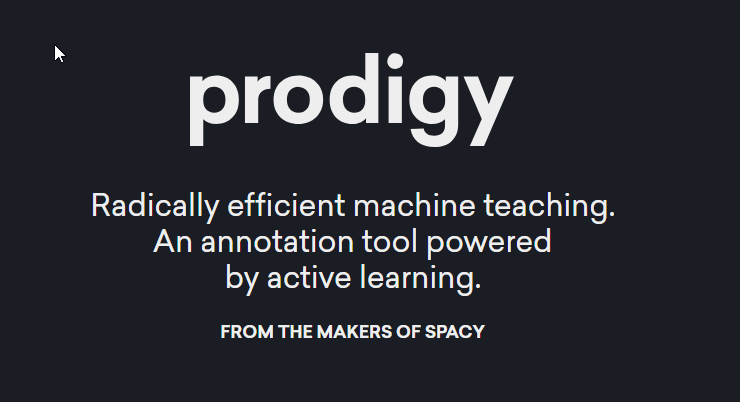 prodigy
Radically efficient machine teaching.
An annotation tool powered
by active learning.
FROM THE MAKERS OF SPACY